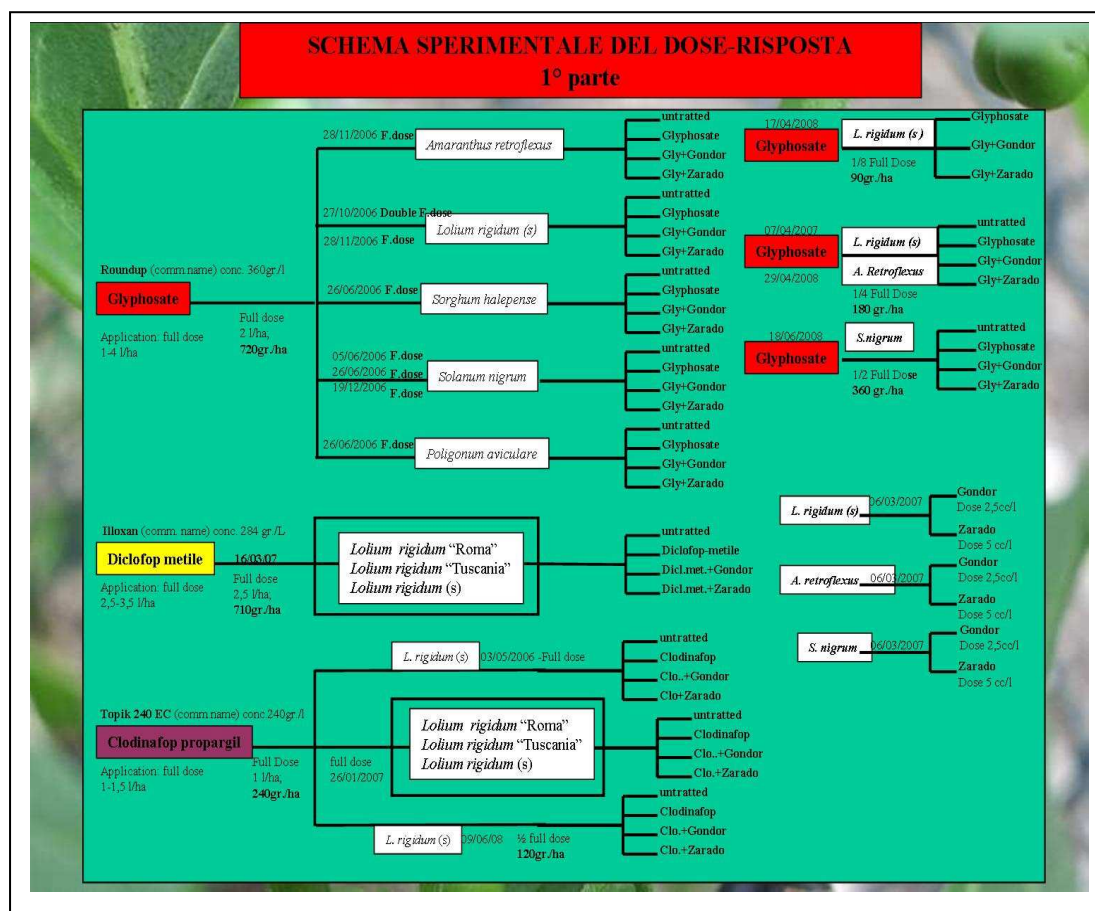 SCHEMA SPERIMENTALE DEL DOSE-RISPOSTA
1° parte
Roundup (comm.name) conc. 360gr./l
Glyphosate
Application: full dose
1-4 l/ha
Full dose
2 l/ha;
720gr./ha
28/11/2006 F.dose
Amaranthus retroflexus
untratted
Glyphosate
Gly+Gondor
Gly+Zarado
27/10/2006 Double F.dose
28/11/2006 F.dose
Lolium rigidum (s)
untratted
Glyphosate
Gly+Gondor
Gly+Zarado
26/06/2006 F.dose
Sorghum halepense
untratted
Glyphosate
Gly+Gondor
Gly+Zarado
05/06/2006 F.dose
26/06/2006 F.dose
19/12/2006 F.dose
Solanum nigrum
untratted
Glyphosate
Gly+Gondor
Gly+Zarado
26/06/2006 F.dose
Poligonum aviculare
untratted
Glyphosate
Gly+Gondor
Gly+Zarado
17/04/2008
Glyphosate
L. rigidum (s)
1/8 Full Dose
90gr./ha
Glyphosate
Gly+Gondor
Gly+Zarado
07/04/2007
Glyphosate
29/04/2008
L. rigidum (s)
A. Retroflexus
1/4 Full Dose
180 gr./ha
untratted
Glyphosate
Gly+Gondor
Gly+Zarado
18/06/2008
Glyphosate
S.nigrum
1/2 Full Dose
360 gr./ha
untratted
Glyphosate
Gly+Gondor
Gly+Zarado
Illoxan (comm. name) conc. 284 gr./L
Diclofop metile
Application: full dose
2,5-3,5 l/ha
16/03/07
Full dose
2,5 l/ha;
710gr./ha
Lolium rigidum "Roma"
Lolium rigidum "Tuscania"
Lolium rigidum (s)
untratted
Diclofop-metile
Dicl.met.+Gondor
Dicl.met.+Zarado
L. rigidum (s)
06/03/2007
Gondor
Dose 2,5cc/l
Zarado
Dose 5 cc/l
A. retroflexus
06/03/2007
Gondor
Dose 2,5cc/l
Zarado
Dose 5 cc/l
S. nigrum
06/03/2007
Gondor
Dose 2,5cc/l
Zarado
Dose 5 cc/l
Topik 240 EC (comm.name) conc.240gr./l
Clodinafop propargil
Application: full dose
1-1,5 l/ha
Full Dose
1 l/ha;
240gr./ha
L. rigidum (s)
03/05/2006 -Full dose
untratted
Clodinafop
Clo..+Gondor
Clo+Zarado
full dose
26/01/2007
Lolium rigidum "Roma"
Lolium rigidum "Tuscania"
Lolium rigidum (s)
untratted
Clodinafop
Clo..+Gondor
Clo.+Zarado
L. rigidum (s)
09/06/08
½ full dose
120gr./ha
untratted
Clodinafop
Clo.+Gondor
Clo.+Zarado